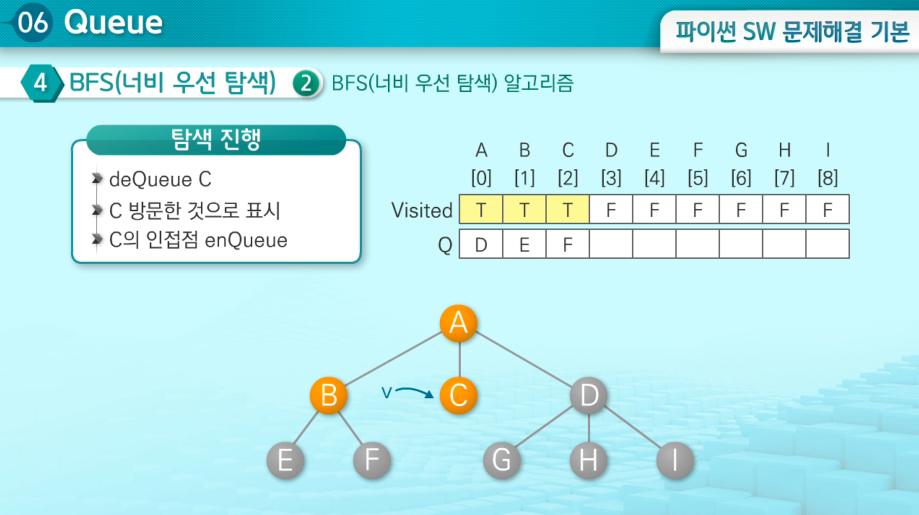 06 Queue
파이썬 SW 문제해결 기본
4 BFS(너비 우선 탐색) 2 BFS(너비 우선 탐색) 알고리즘
탐색 진행
deQueue C
C 방문한 것으로 표시
C의 인접점 enQueue
A B C D E F G H I
[0] [1] [2] [3] [4] [5] [6] [7] [8]
Visited T T T F F F F F F
Q D E F
A
B v C D
E F G H I